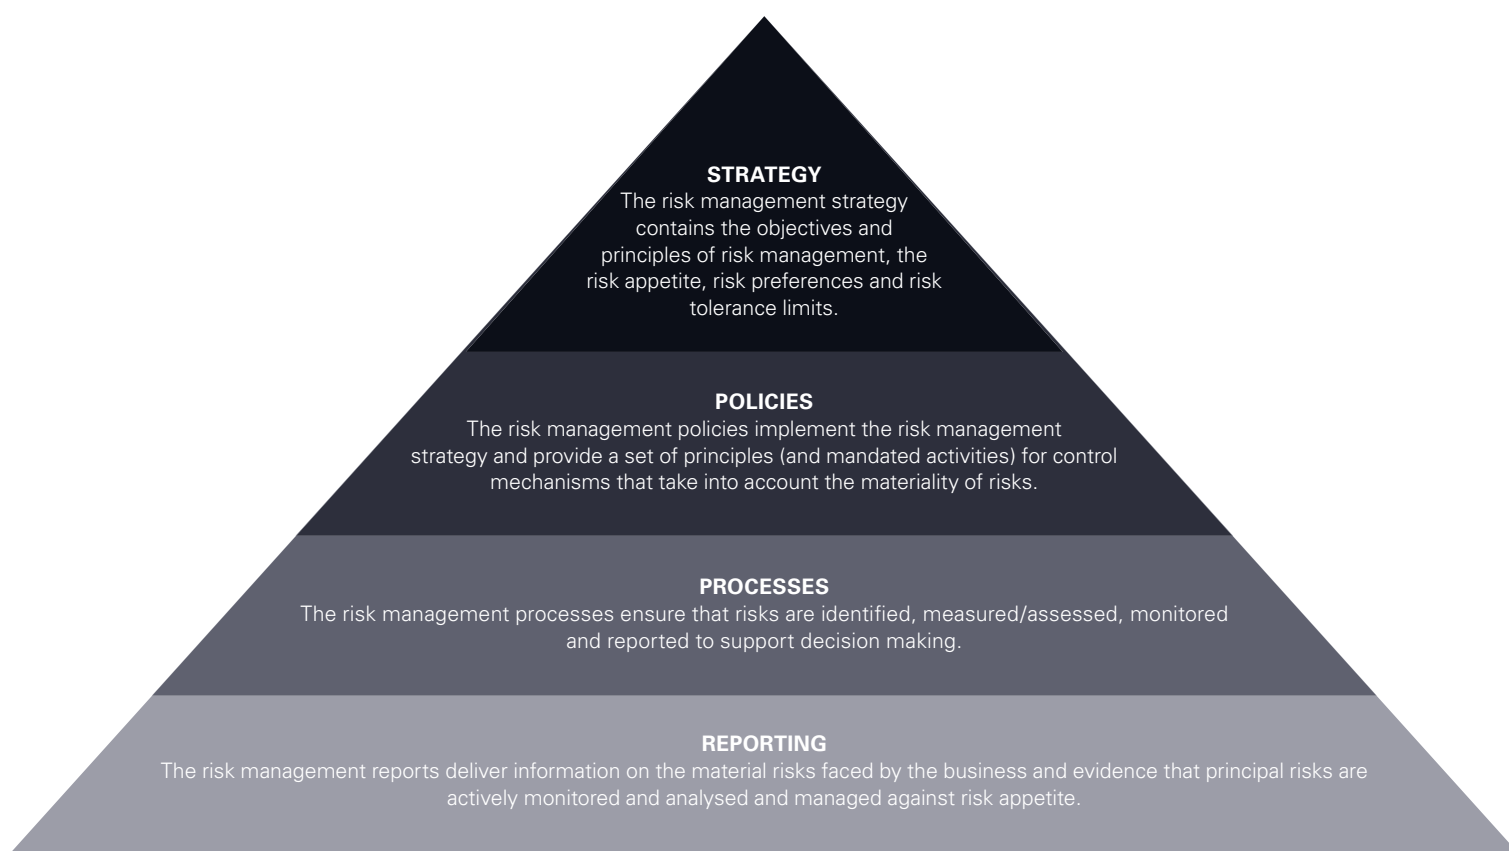 STRATEGY
The risk management strategy
contains the objectives and
principles of risk management, the
risk appetite, risk preferences and risk
tolerance limits.
POLICIES
The risk management policies implement the risk management
strategy and provide a set of principles (and mandated activities) for control
mechanisms that take into account the materiality of risks.
PROCESSES
The risk management processes ensure that risks are identified, measured/assessed, monitored
and reported to support decision making.
REPORTING
The risk management reports deliver information on the material risks faced by the business and evidence that principal risks are
actively monitored and analysed and managed against risk appetite.